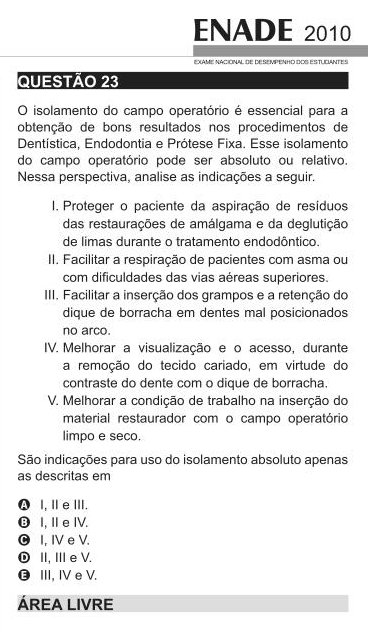 ENADE 2010
EXAME NACIONAL DE DESEMPENHO DOS ESTUDANTES
QUESTÃO 23
O isolamento do campo operatório é essencial para a
obtenção de bons resultados nos procedimentos de
Dentística, Endodontia e Prótese Fixa. Esse isolamento
do campo operatório pode ser absoluto ou relativo.
Nessa perspectiva, analise as indicações a seguir.
I. Proteger o paciente da aspiração de resíduos
das restaurações de amálgama e da deglutição
de limas durante o tratamento endodôntico.
II. Facilitar a respiração de pacientes com asma ou
com dificuldades das vias aéreas superiores.
III. Facilitar a inserção dos grampos e a retenção do
dique de borracha em dentes mal posicionados
no arco.
IV. Melhorar a visualização e o acesso, durante
a remoção do tecido cariado, em virtude do
contraste do dente com o dique de borracha.
V. Melhorar a condição de trabalho na inserção do
material restaurador com o campo operatório
limpo e seco.
São indicações para uso do isolamento absoluto apenas
as descritas em
A I, II e III.
B I, II e IV.
C I, IV e V.
D II, III e V.
E III, IV e V.
ÁREA LIVRE